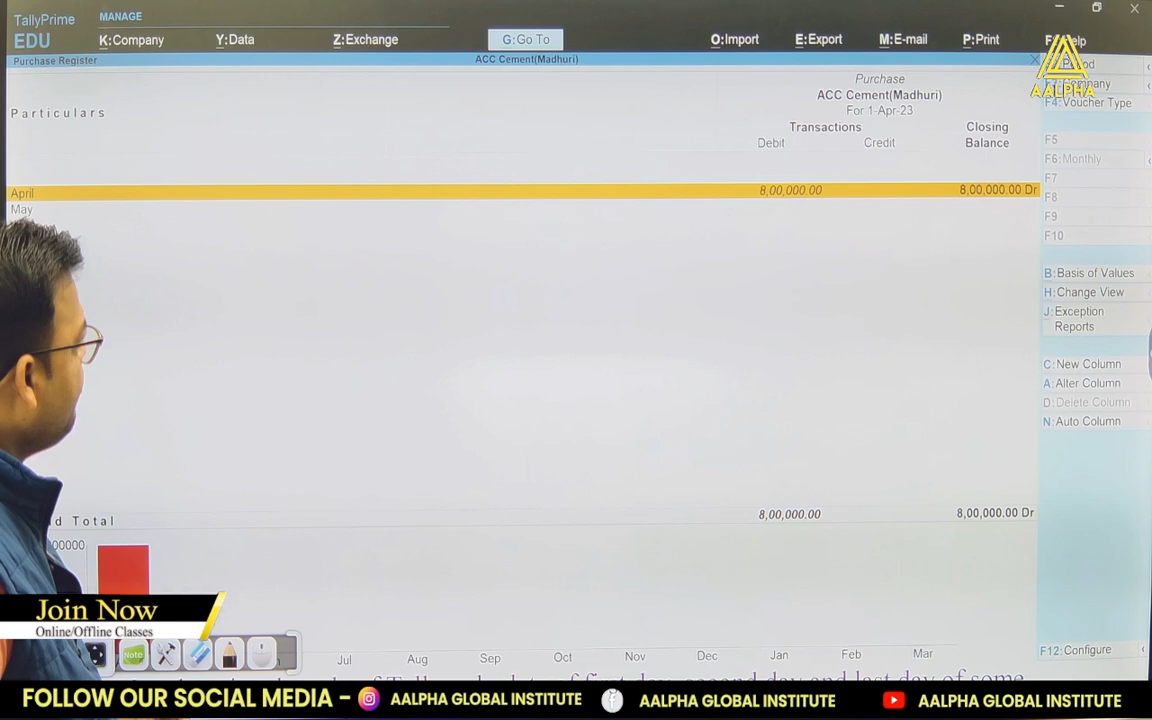 TallyPrime
EDU
MANAGE
K:Company
Y:Data
Z:Exchange
G:Go To
O:Import
E:Export
M:E-mail
P:Print
Purchase Register
ACC Cement(Madhuri)
AALPHA
Company
F4:Voucher Type
F5
F6:Monthly
F7
F8
F9
F10
B:Basis of Values
H:Change View
J:Exception
Reports
C:New Column
A:Alter Column
D:Delete Column
N:Auto Column
F12:Configure
Particulars
Purchase
ACC Cement(Madhuri)
For 1-Apr-23
Transactions
Closing
Debit
Credit
Balance
April
8,00,000.00
8,00,000.00 Dr
May
Total
8,00,000.00
8,00,000.00 Dr
Jul
Aug
Sep
Oct
Nov
Dec
Jan
Feb
Mar
Note
Join Now
Online/Offline Classes
FOLLOW OUR SOCIAL MEDIA - AALPHA GLOBAL INSTITUTE AALPHA GLOBAL INSTITUTE AALPHA GLOBAL INSTITUTE